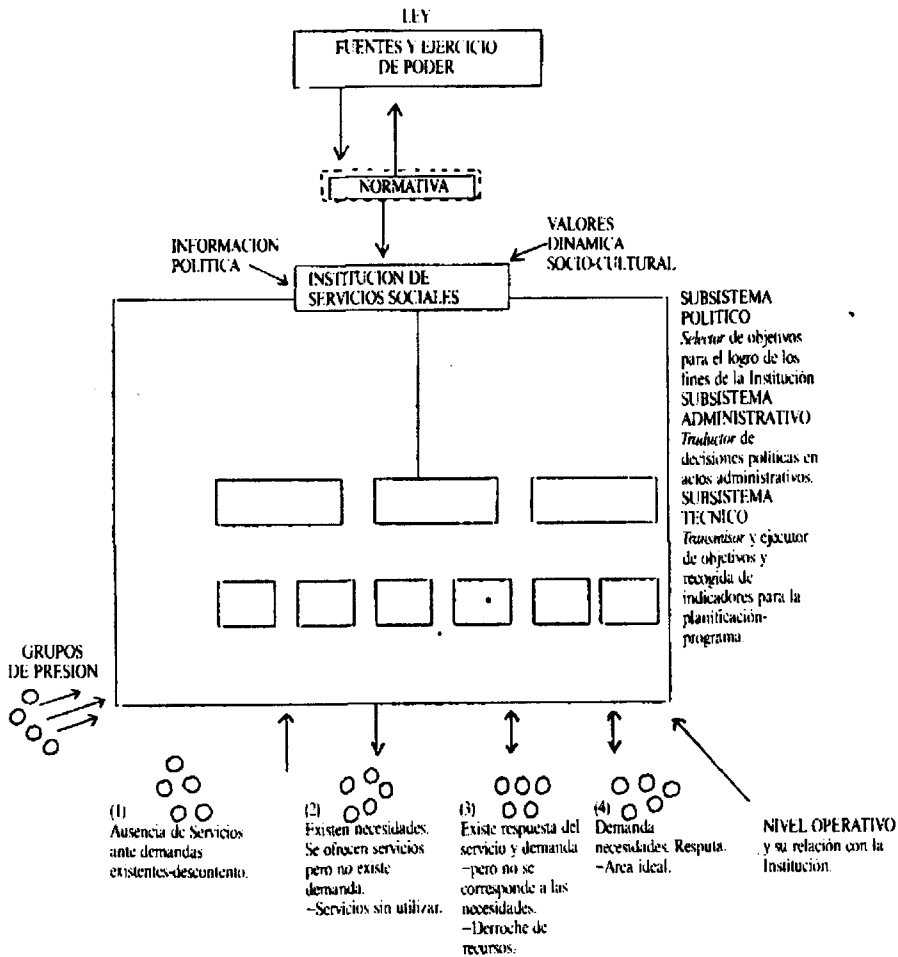 LEY
FUENTES Y EJERCICIO
DE PODER
NORMATIVA
INFORMACION
POLITICA
VALORES
DINAMICA
SOCIO-CULTURAL
INSTITUCION DE
SERVICIOS SOCIALES
SUBSISTEMA
POLITICO
Selector de objetivos
para el logro de los
fines de la Institución
SUBSISTEMA
ADMINISTRATIVO
Traductor de
decisiones políticas en
actos administrativos.
SUBSISTEMA
TECNICO
Transmisor y ejecutor
de objetivos y
recogida de
indicadores para la
planificación-
programa.
GRUPOS
DE PRESION
(1)
Ausencia de Servicios
ante demandas
existentes-descontento.
(2)
Existen necesidades.
Se ofrecen servicios
pero no existe
demanda.
–Servicios sin utilizar.
(3)
Existe respuesta del
servicio y demanda
–pero no se
corresponde a las
necesidades.
–Derroche de
recursos.
(4)
Demanda
necesidades. Resputa.
–Area ideal.
NIVEL OPERATIVO
y su relación con la
Institución.